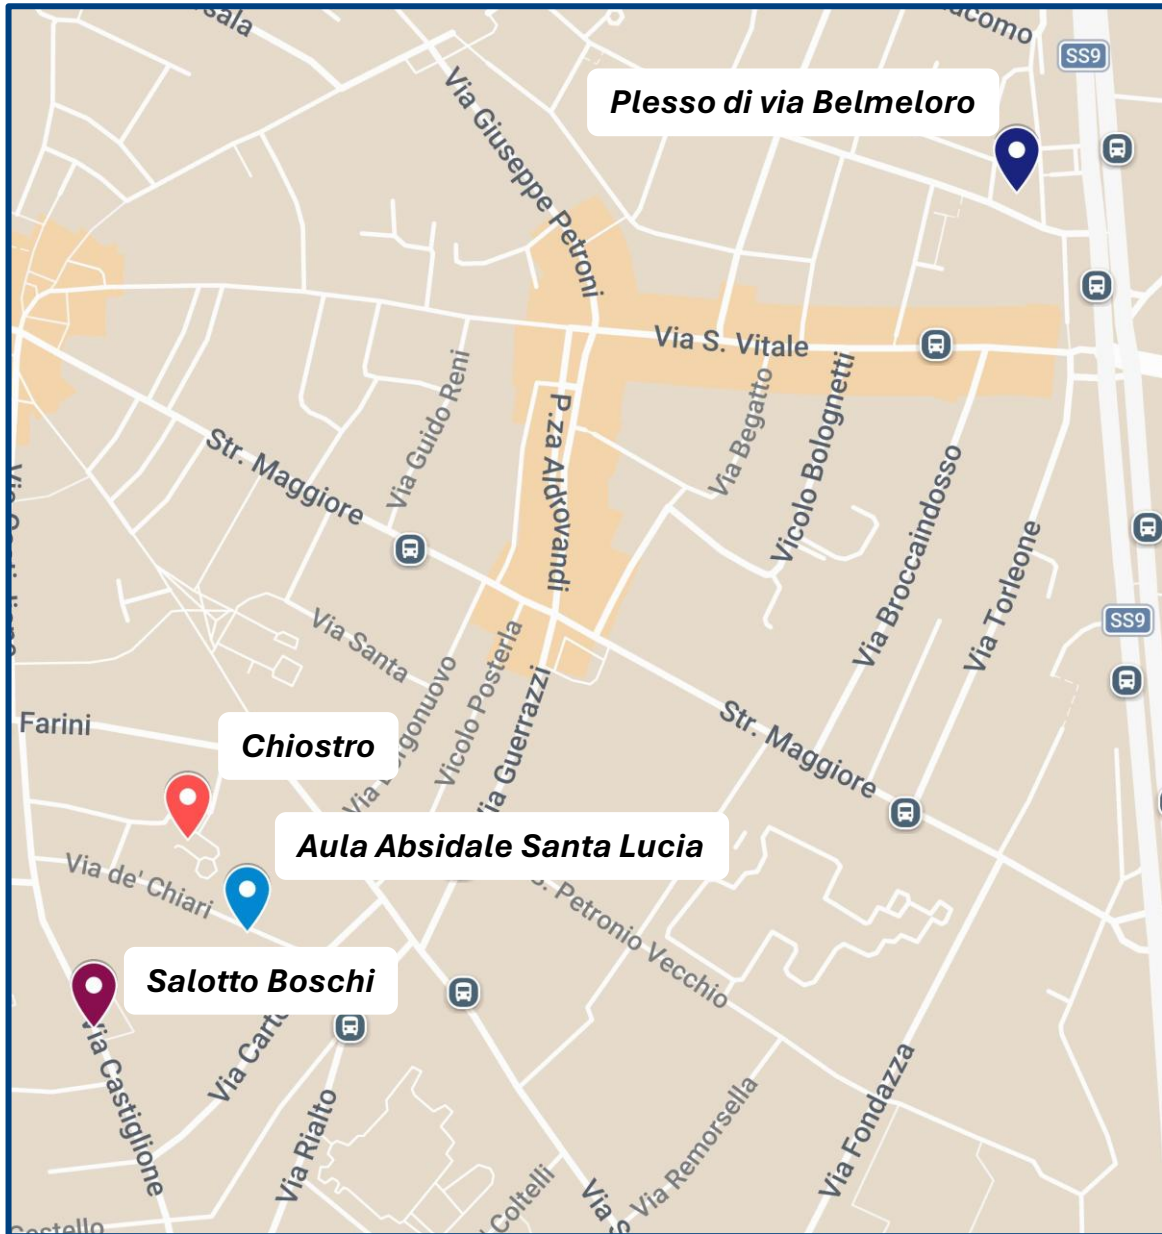 SS9
Plesso di via Belmeloro
Via Giuseppe Petroni
Via S. Vitale
Via Guido Reni
Str. Maggiore
P.za Aldrovandi
Via Begatto
Vicolo Bolognetti
Via Broccaindosso
Via Torleone
SS9
Via Santa
Vicolo Posterla
Via Guerrazzi
Str. Maggiore
Farini
Chiostro
Aula Absidale Santa Lucia
Via de' Chiari
S. Petronio Vecchio
Salotto Boschi
Via Castiglione
Via Rialto
Via Remorsella
Via Fondazza